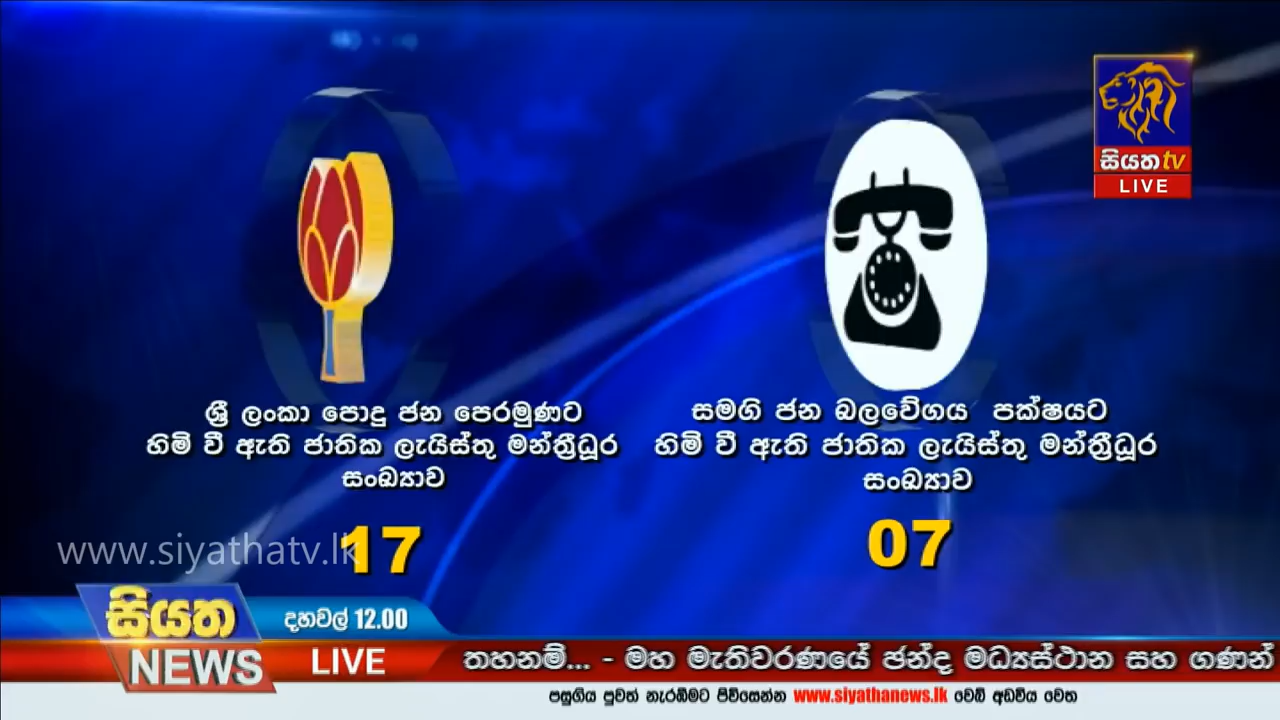 සියත tv
LIVE
ශ්‍රී ලංකා පොදු ජන පෙරමුණට
හිමි වී ඇති ජාතික ලැයිස්තු මන්ත්‍රීධූර
සංඛ්‍යාව
17
සමගි ජන බලවේගය පක්ෂයට
හිමි වී ඇති ජාතික ලැයිස්තු මන්ත්‍රීධූර
සංඛ්‍යාව
07
www.siyathatv.lk
සියත
NEWS
දහවල් 12.00
LIVE
තහනම්... - මහ මැතිවරණයේ ඡන්ද මධ්‍යස්ථාන සහ ගණන්
පසුගිය පුවත් නැරඹීමට පිවිසෙන්න www.siyathanews.lk වෙබ් අඩවිය වෙත